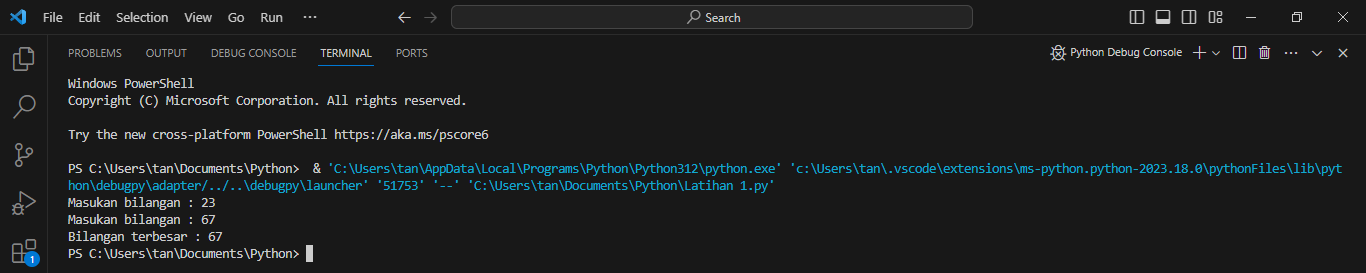 File Edit Selection View Go Run ··· Search
PROBLEMS OUTPUT DEBUG CONSOLE TERMINAL PORTS Python Debug Console
Windows PowerShell
Copyright (C) Microsoft Corporation. All rights reserved.
Try the new cross-platform PowerShell https://aka.ms/pscore6
PS C:\Users\tan\Documents\Python>  & 'C:\Users\tan\AppData\Local\Programs\Python\Python312\python.exe' 'c:\Users\tan\.vscode\extensions\ms-python.python-2023.18.0\pythonFiles\lib\pyt
hon\debugpy\adapter/../..\debugpy\launcher' '51753' '--' 'C:\Users\tan\Documents\Python\Latihan 1.py'
Masukan bilangan : 23
Masukan bilangan : 67
Bilangan terbesar : 67
PS C:\Users\tan\Documents\Python>
1